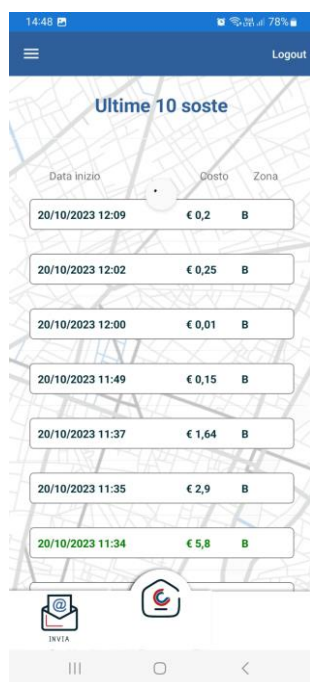 14:48 78%
Logout
Ultime 10 soste
Data inizio Costo Zona
20/10/2023 12:09 € 0,2 B
20/10/2023 12:02 € 0,25 B
20/10/2023 12:00 € 0,01 B
20/10/2023 11:49 € 0,15 B
20/10/2023 11:37 € 1,64 B
20/10/2023 11:35 € 2,9 B
20/10/2023 11:34 € 5,8 B
@
INVIA